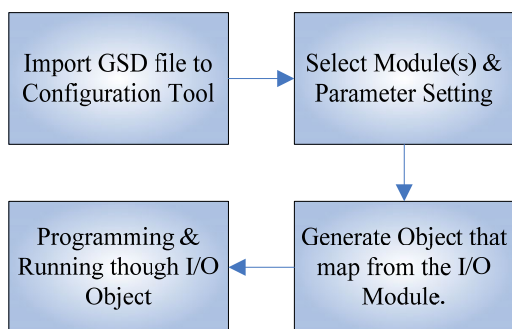 Import GSD file to
Configuration Tool
Select Module(s) &
Parameter Setting
Generate Object that
map from the I/O
Module.
Programming &
Running though I/O
Object